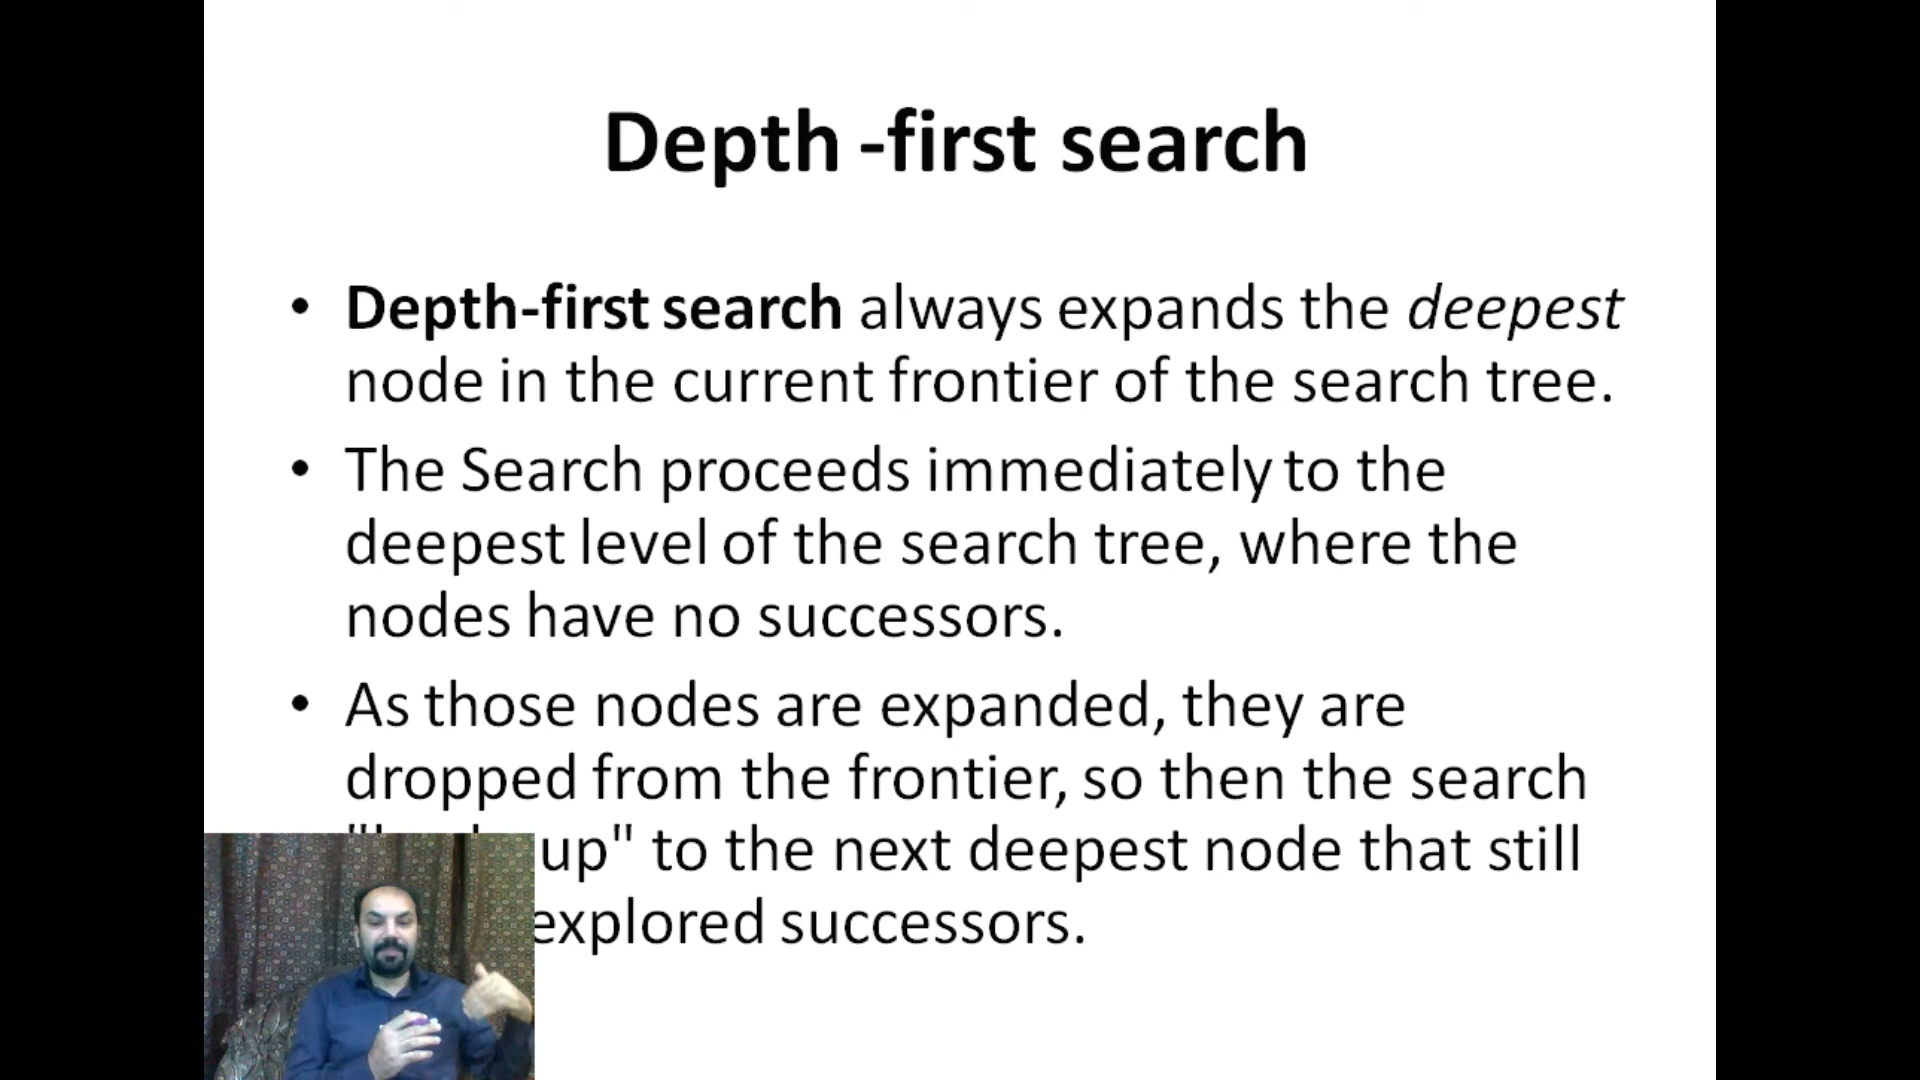 Depth -first search
• Depth-first search always expands the deepest
node in the current frontier of the search tree.
• The Search proceeds immediately to the
deepest level of the search tree, where the
nodes have no successors.
• As those nodes are expanded, they are
dropped from the frontier, so then the search
up" to the next deepest node that still
explored successors.